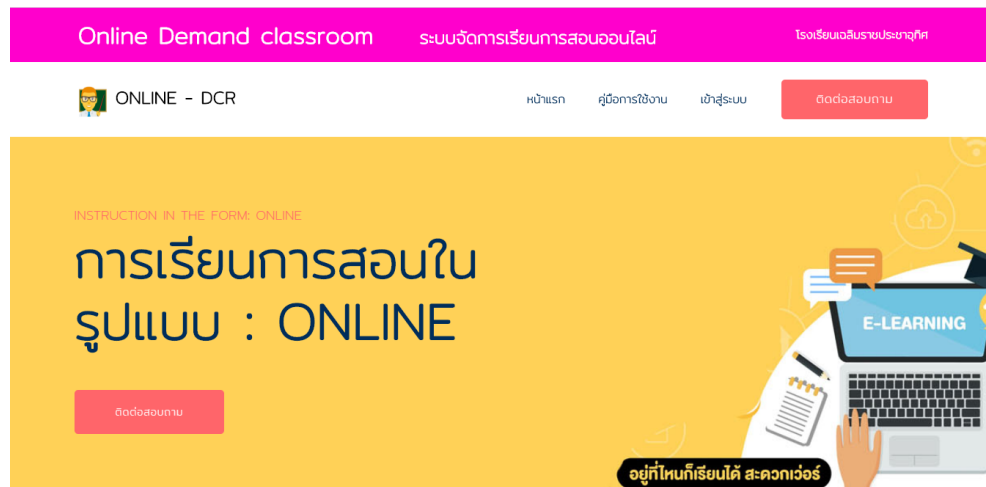 Online Demand classroom ระบบจัดการเรียนการสอนออนไลน์ โรงเรียนเฉลิมราชประชาอุทิศ
ONLINE - DCR หน้าแรก คู่มือการใช้งาน เข้าสู่ระบบ ติดต่อสอบถาม
INSTRUCTION IN THE FORM: ONLINE
การเรียนการสอนใน
รูปแบบ : ONLINE
E-LEARNING
ติดต่อสอบถาม
อยู่ที่ไหนก็เรียนได้ สะดวกเว่อร์